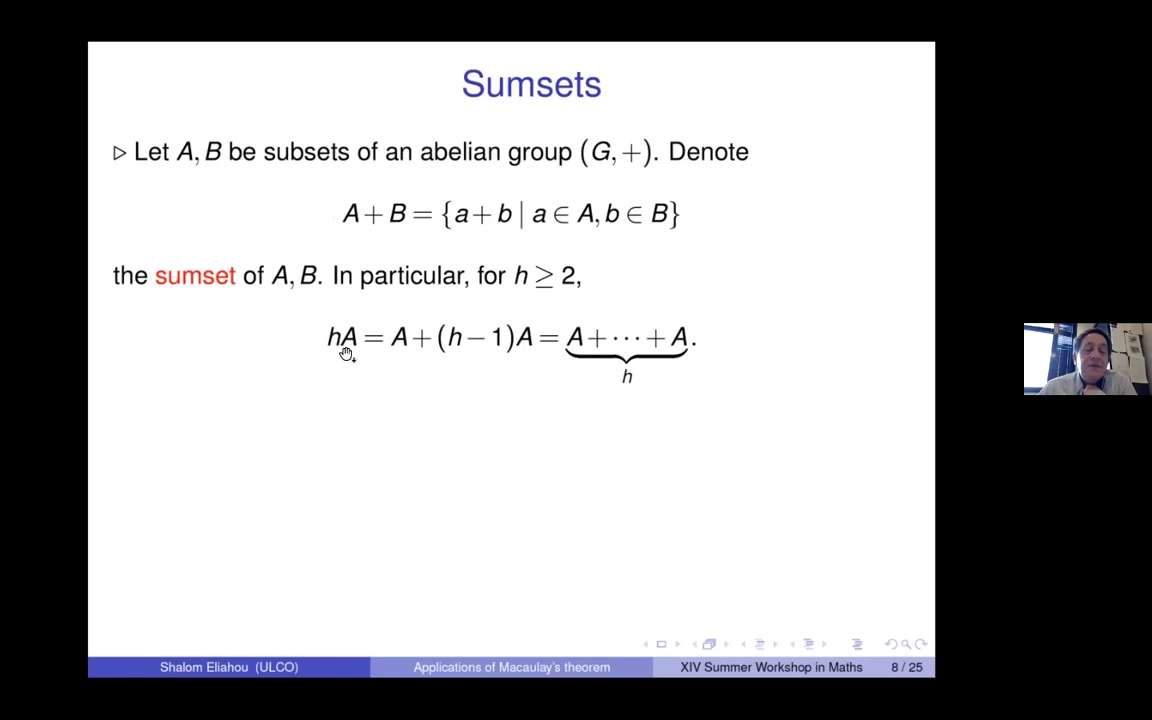 Sumsets
▷ Let A, B be subsets of an abelian group (G, +). Denote
A + B = {a + b | a ∈ A, b ∈ B}
the sumset of A, B. In particular, for h ≥ 2,
hA = A + (h − 1)A = A + ⋯ + A.
h
Shalom Eliahou (ULCO) Applications of Macaulay's theorem XIV Summer Workshop in Maths 8 / 25